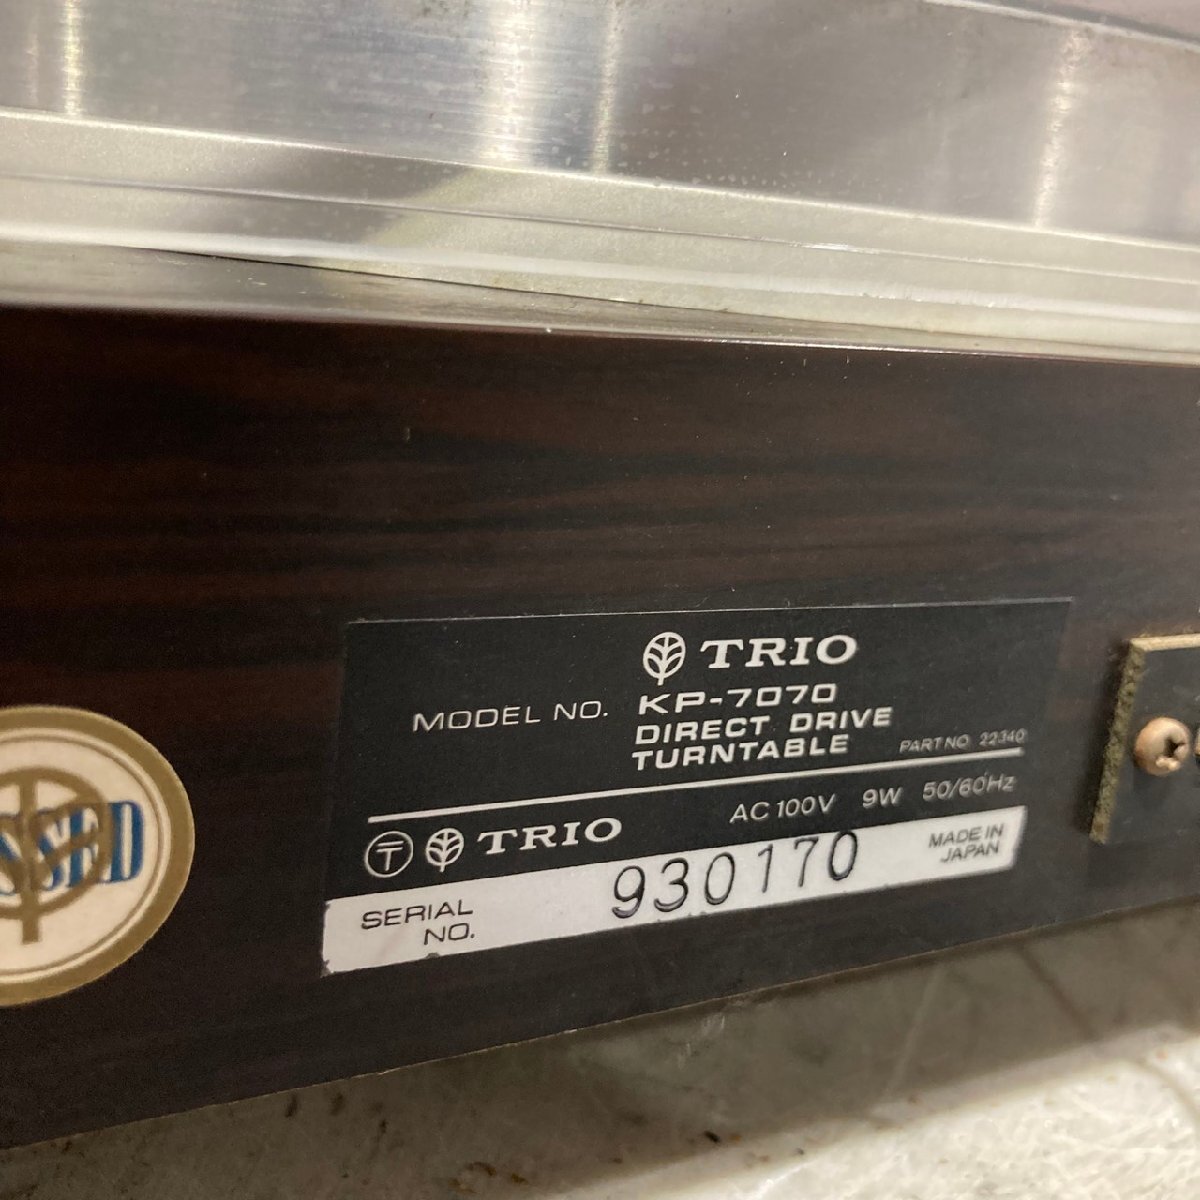 TRIO
MODEL NO. KP-7070
DIRECT DRIVE
TURNTABLE
PART NO 22340
AC 100V 9W 50/60Hz
〒 TRIO
SERIAL NO. 930170
MADE IN
JAPAN